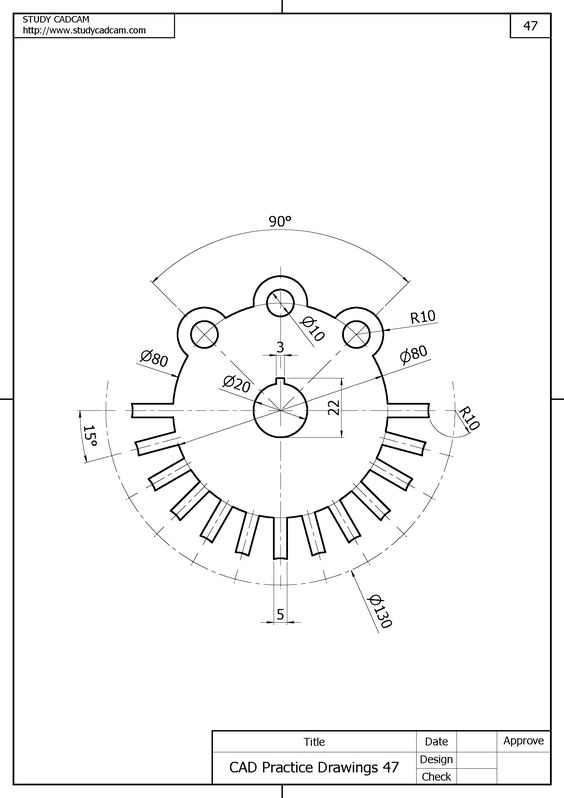 STUDY CADCAM
http://www.studycadcam.com
47
90°
Ø10
R10
3
Ø80
Ø80
Ø20
22
R10
15°
5
Ø130
Title
Date
Approve
CAD Practice Drawings 47
Design
Check